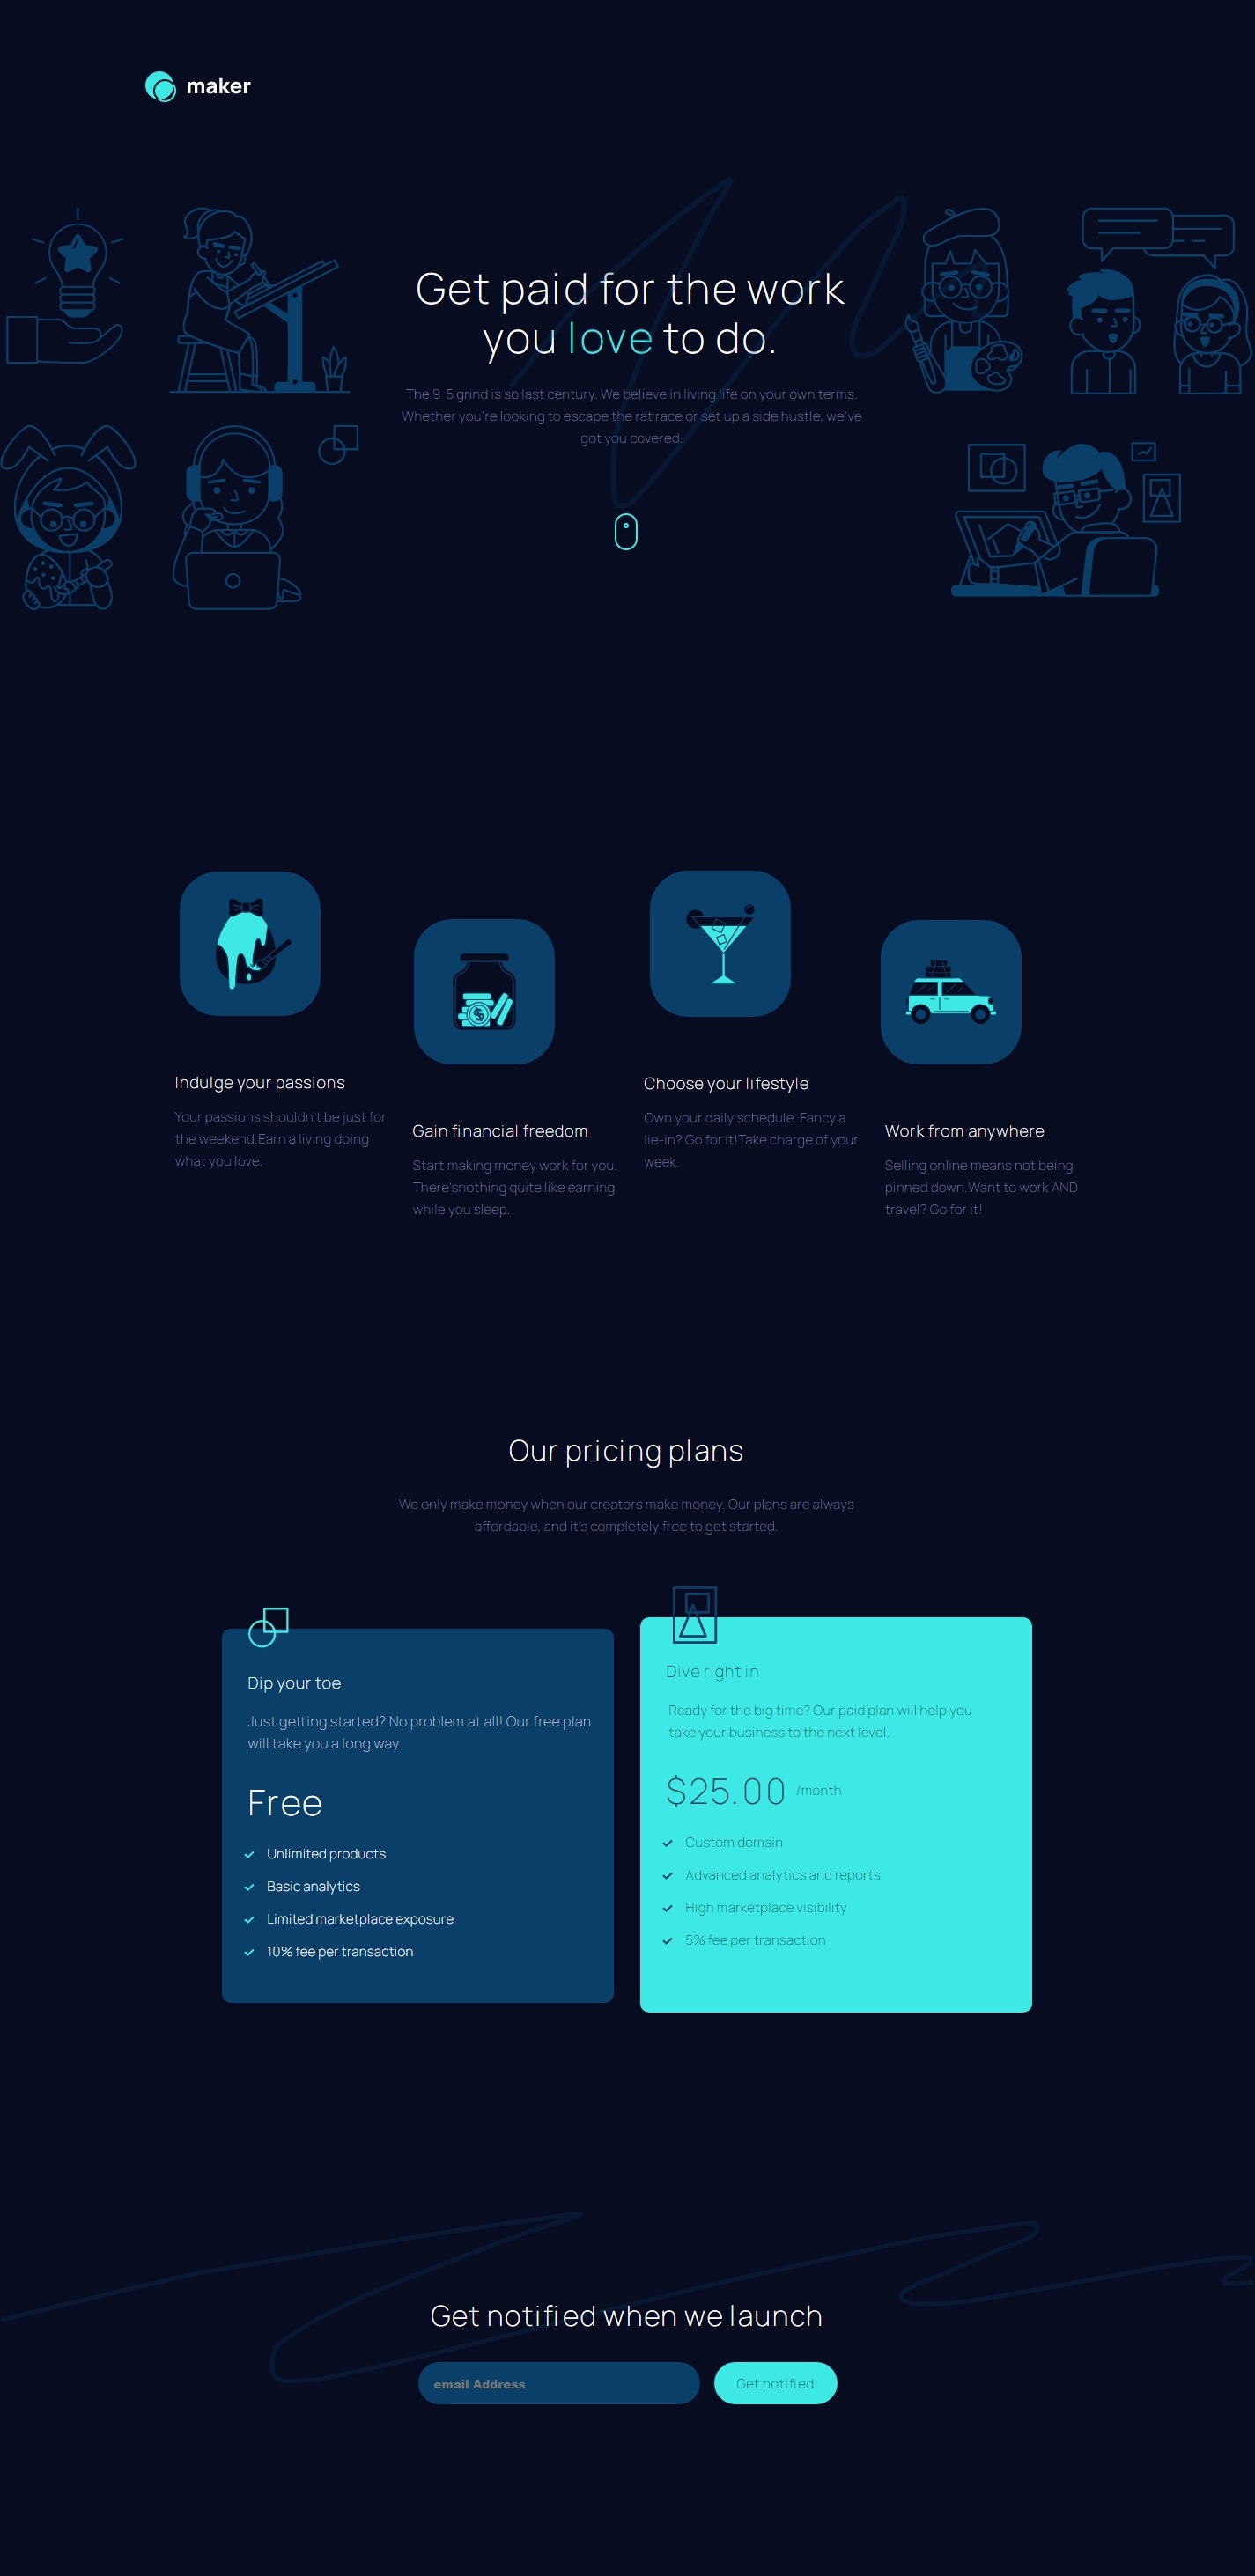 maker
Get paid for the work
you love to do.
The 9-5 grind is so last century. We believe in living life on your own terms.
Whether you're looking to escape the rat race or set up a side hustle, we've
got you covered.
Indulge your passions
Your passions shouldn't be just for
the weekend.Earn a living doing
what you love.
Gain financial freedom
Start making money work for you.
There'snothing quite like earning
while you sleep.
Choose your lifestyle
Own your daily schedule. Fancy a
lie-in? Go for it!Take charge of your
week.
Work from anywhere
Selling online means not being
pinned down.Want to work AND
travel? Go for it!
Our pricing plans
We only make money when our creators make money. Our plans are always
affordable, and it's completely free to get started.
Dip your toe
Just getting started? No problem at all! Our free plan
will take you a long way.
Free
Unlimited products
Basic analytics
Limited marketplace exposure
10% fee per transaction
Dive right in
Ready for the big time? Our paid plan will help you
take your business to the next level.
$25.00 /month
Custom domain
Advanced analytics and reports
High marketplace visibility
5% fee per transaction
Get notified when we launch
email Address
Get notified